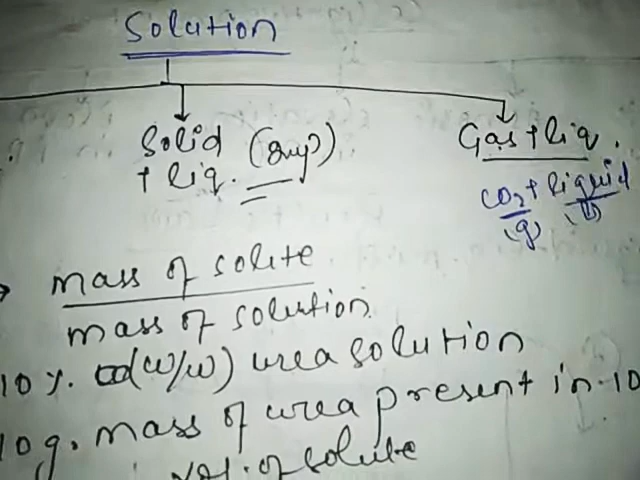 Solution
Solid
+ liq.
Gas + liq.
CO2 + liquid
(g) (l)
→ mass of solute
mass of solution
10 %. (w/w) urea solution
10 g. mass of urea present in 10
of solute